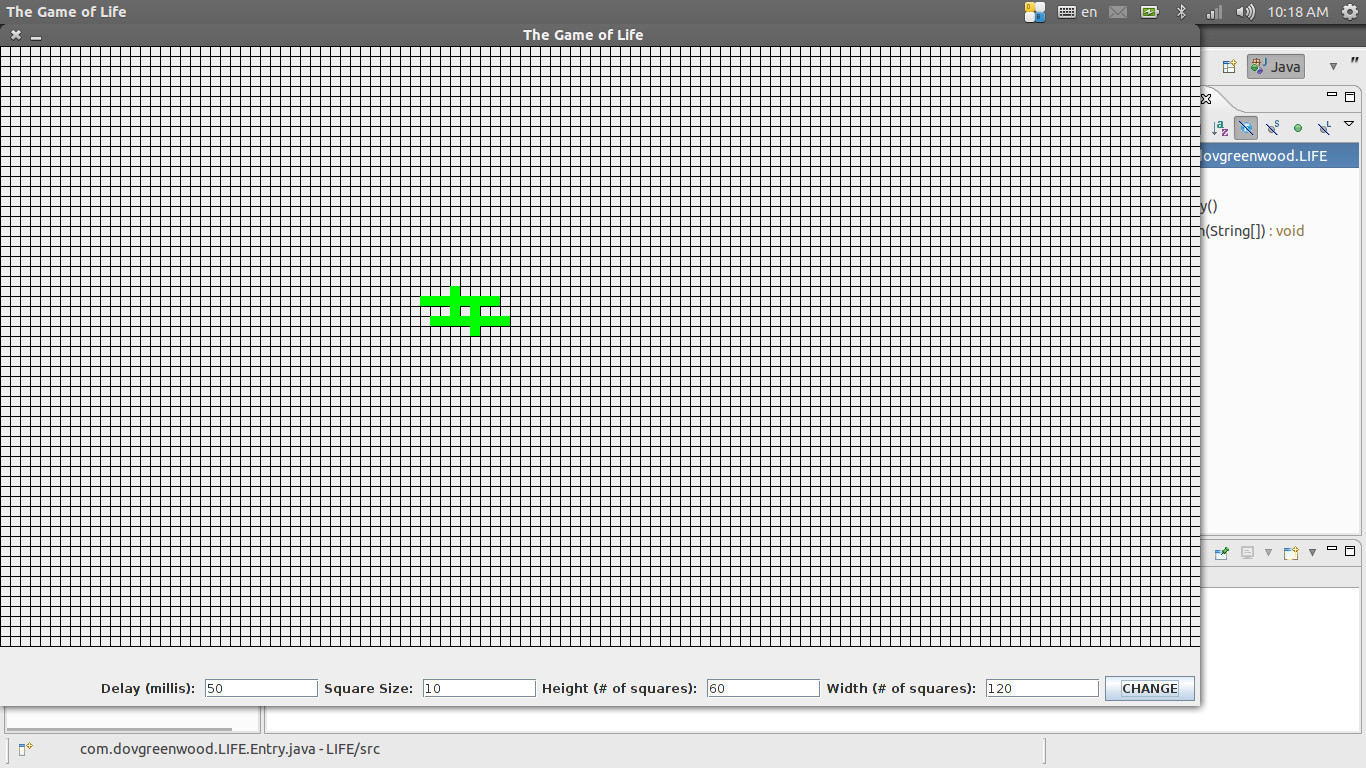 The Game of Life
en
10:18 AM
The Game of Life
Java
ovgreenwood.LIFE
y()
(String[]) : void
Delay (millis): 50 Square Size: 10 Height (# of squares): 60 Width (# of squares): 120 CHANGE
com.dovgreenwood.LIFE.Entry.java - LIFE/src